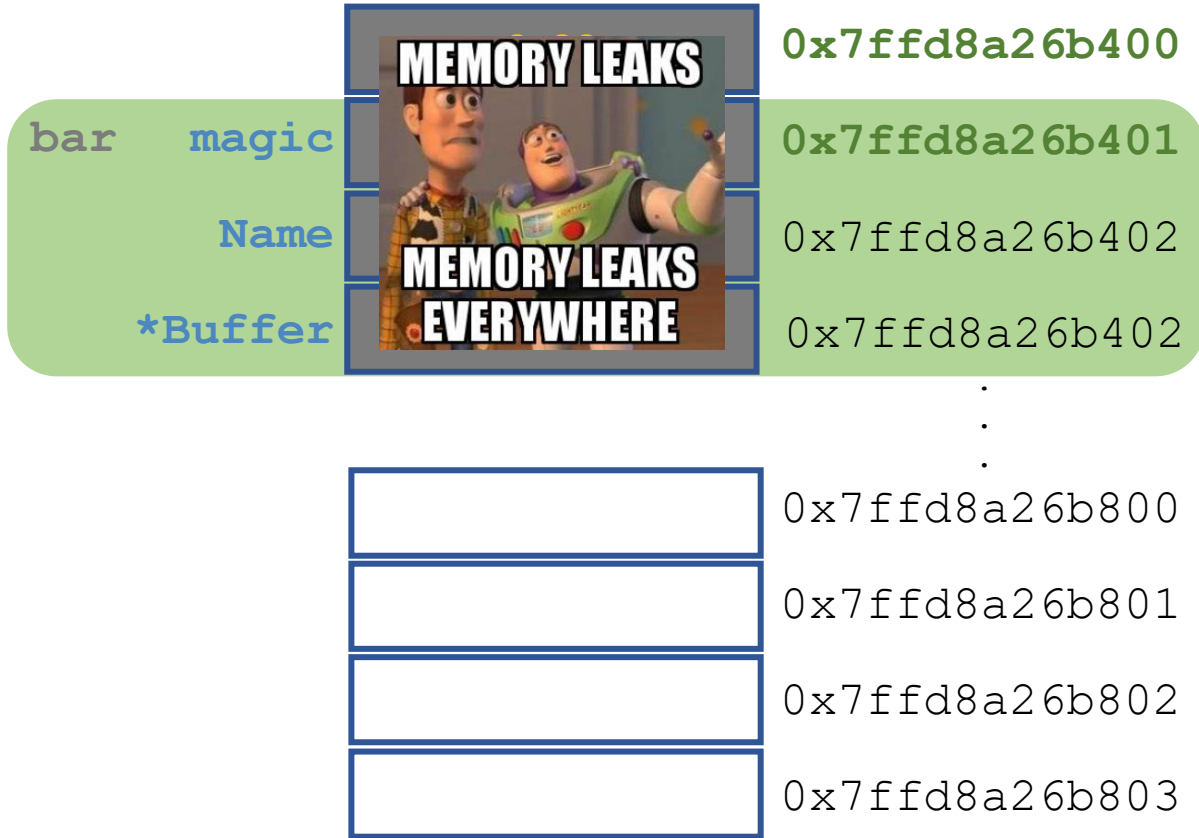 0x7ffd8a26b400
MEMORY LEAKS
bar magic 0x7ffd8a26b401
Name 0x7ffd8a26b402
MEMORY LEAKS
*Buffer EVERYWHERE 0x7ffd8a26b402
.
.
.
0x7ffd8a26b800
0x7ffd8a26b801
0x7ffd8a26b802
0x7ffd8a26b803